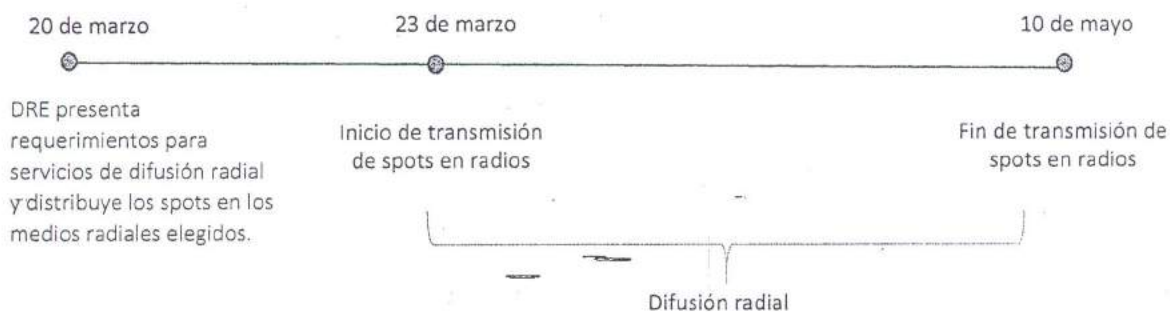 20 de marzo
23 de marzo
10 de mayo
DRE presenta
requerimientos para
servicios de difusión radial
y distribuye los spots en los
medios radiales elegidos.
Inicio de transmisión
de spots en radios
Fin de transmisión de
spots en radios
Difusión radial